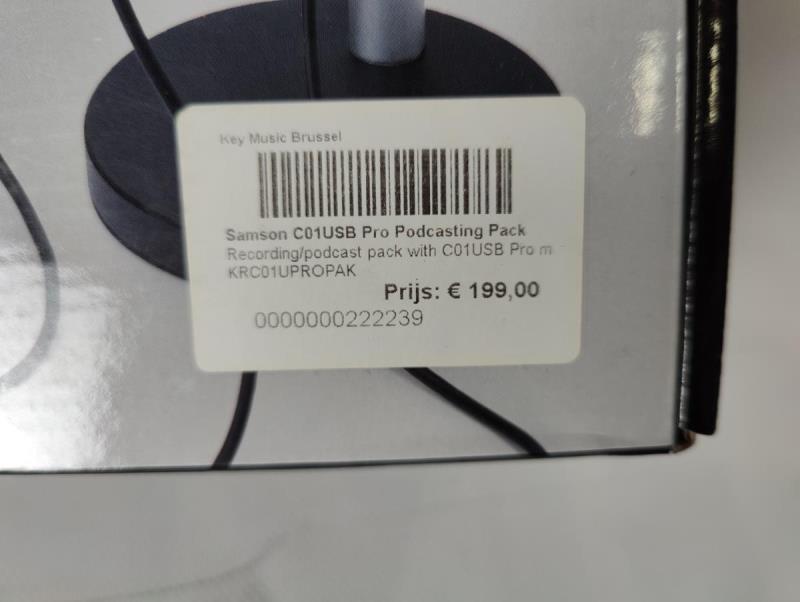 Key Music Brussel
Samson C01USB Pro Podcasting Pack
Recording/podcast pack with C01USB Pro m
KRC01UPROPAK
Prijs: € 199,00
0000000222239